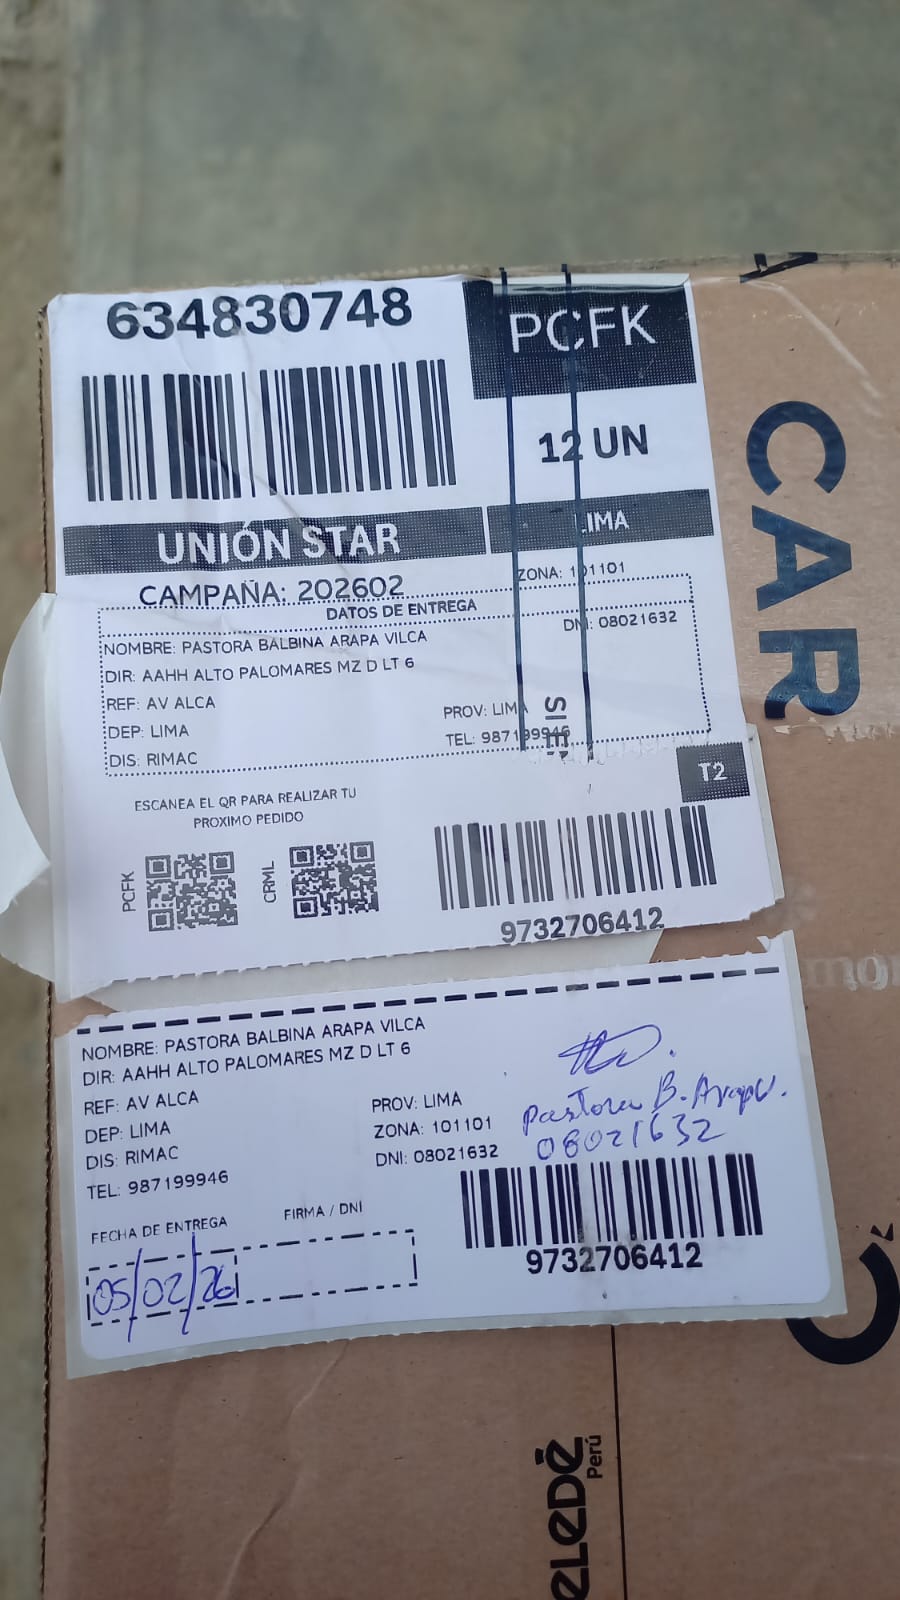 634830748
PCFK
12 UN
UNIÓN STAR
LIMA
CAMPAÑA: 202602
ZONA: 101101
DATOS DE ENTREGA
NOMBRE: PASTORA BALBINA ARAPA VILCA
DNI: 08021632
DIR: AAHH ALTO PALOMARES MZ D LT 6
REF: AV ALCA
DEP: LIMA
PROV: LIMA
DIS: RIMAC
TEL: 987199946
T2
ESCANEA EL QR PARA REALIZAR TU
PROXIMO PEDIDO
PCFK
CRML
9732706412
NOMBRE: PASTORA BALBINA ARAPA VILCA
DIR: AAHH ALTO PALOMARES MZ D LT 6
REF: AV ALCA
PROV: LIMA
DEP: LIMA
ZONA: 101101
DIS: RIMAC
DNI: 08021632
TEL: 987199946
Pastora B. Arapa V.
08021632
FECHA DE ENTREGA
FIRMA / DNI
05/02/26
9732706412
CAR
eLeDÉ
Perú